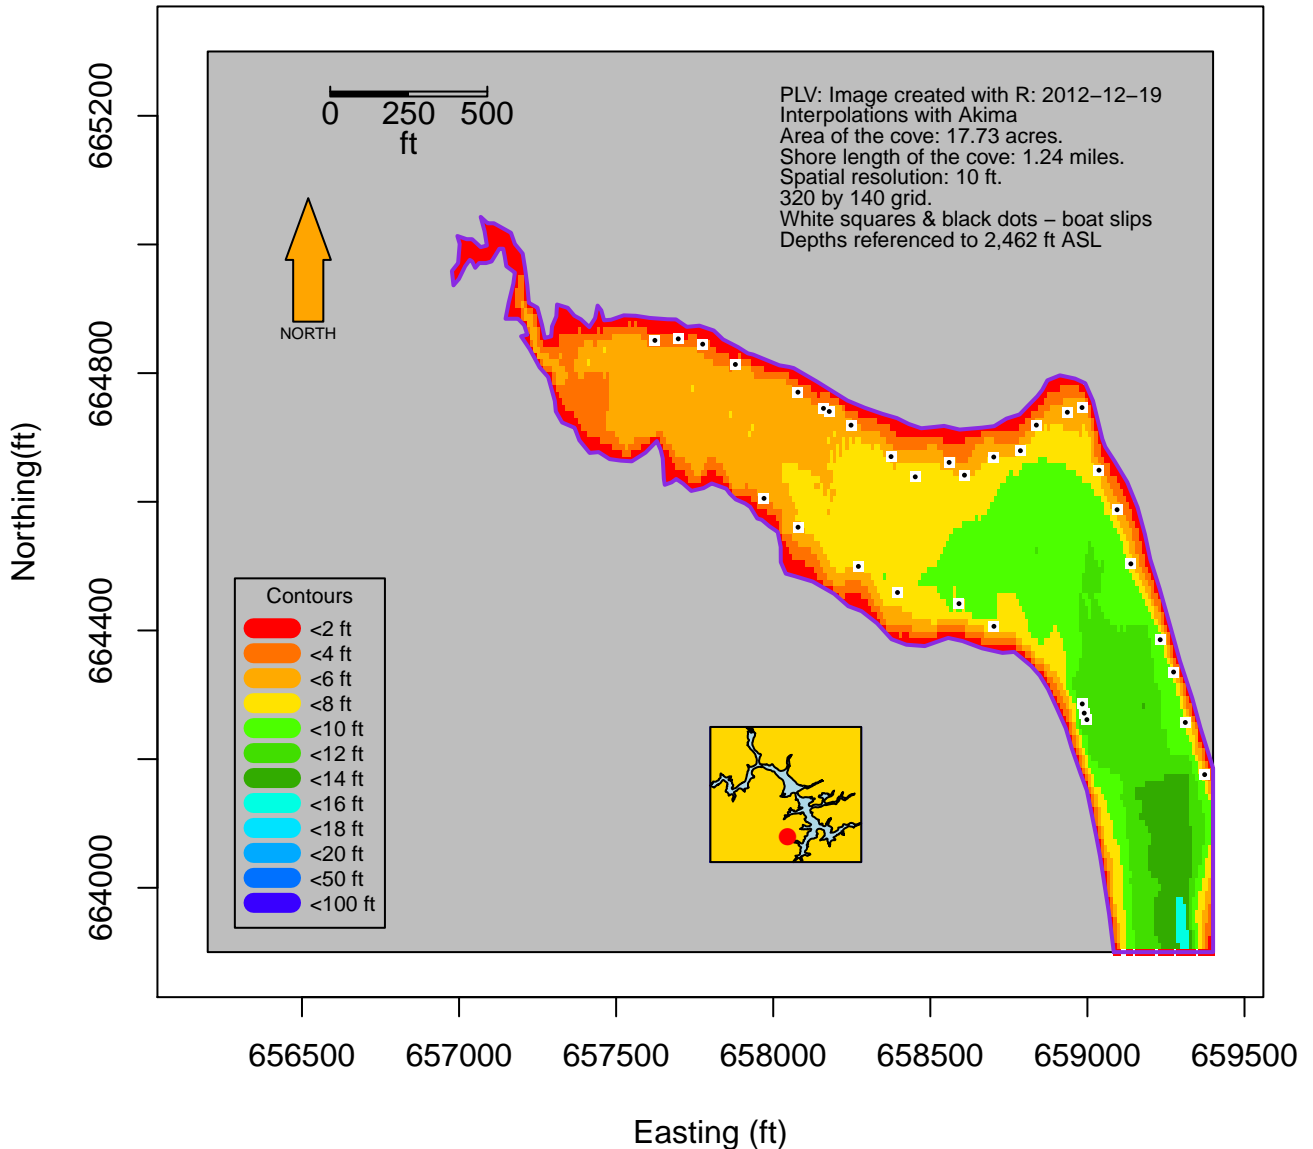 0 250 500
ft
PLV: Image created with R: 2012−12−19
Interpolations with Akima
Area of the cove: 17.73 acres.
Shore length of the cove: 1.24 miles.
Spatial resolution: 10 ft.
320 by 140 grid.
White squares & black dots − boat slips
Depths referenced to 2,462 ft ASL
NORTH
Northing(ft)
665200
664800
664400
664000
Contours
<2 ft
<4 ft
<6 ft
<8 ft
<10 ft
<12 ft
<14 ft
<16 ft
<18 ft
<20 ft
<50 ft
<100 ft
656500 657000 657500 658000 658500 659000 659500
Easting (ft)